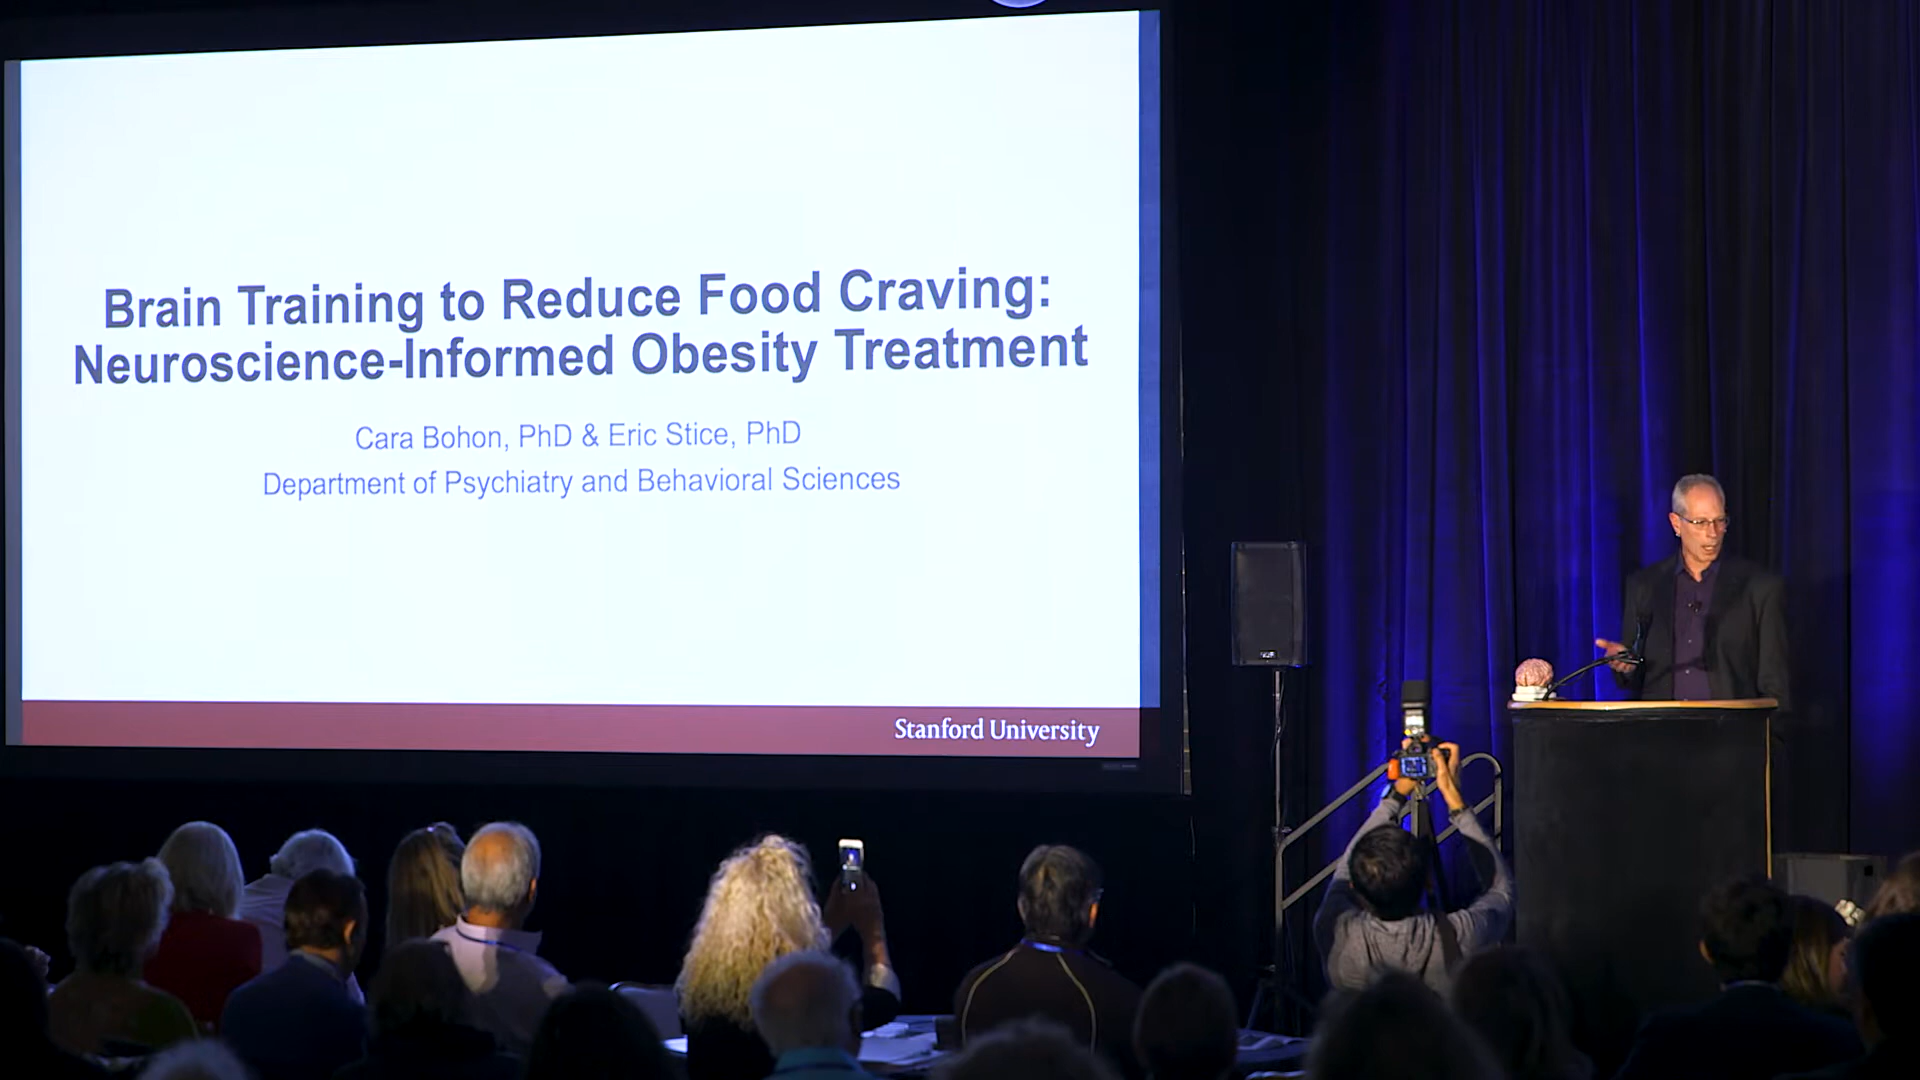 Brain Training to Reduce Food Craving:
Neuroscience-Informed Obesity Treatment
Cara Bohon, PhD & Eric Stice, PhD
Department of Psychiatry and Behavioral Sciences
Stanford University